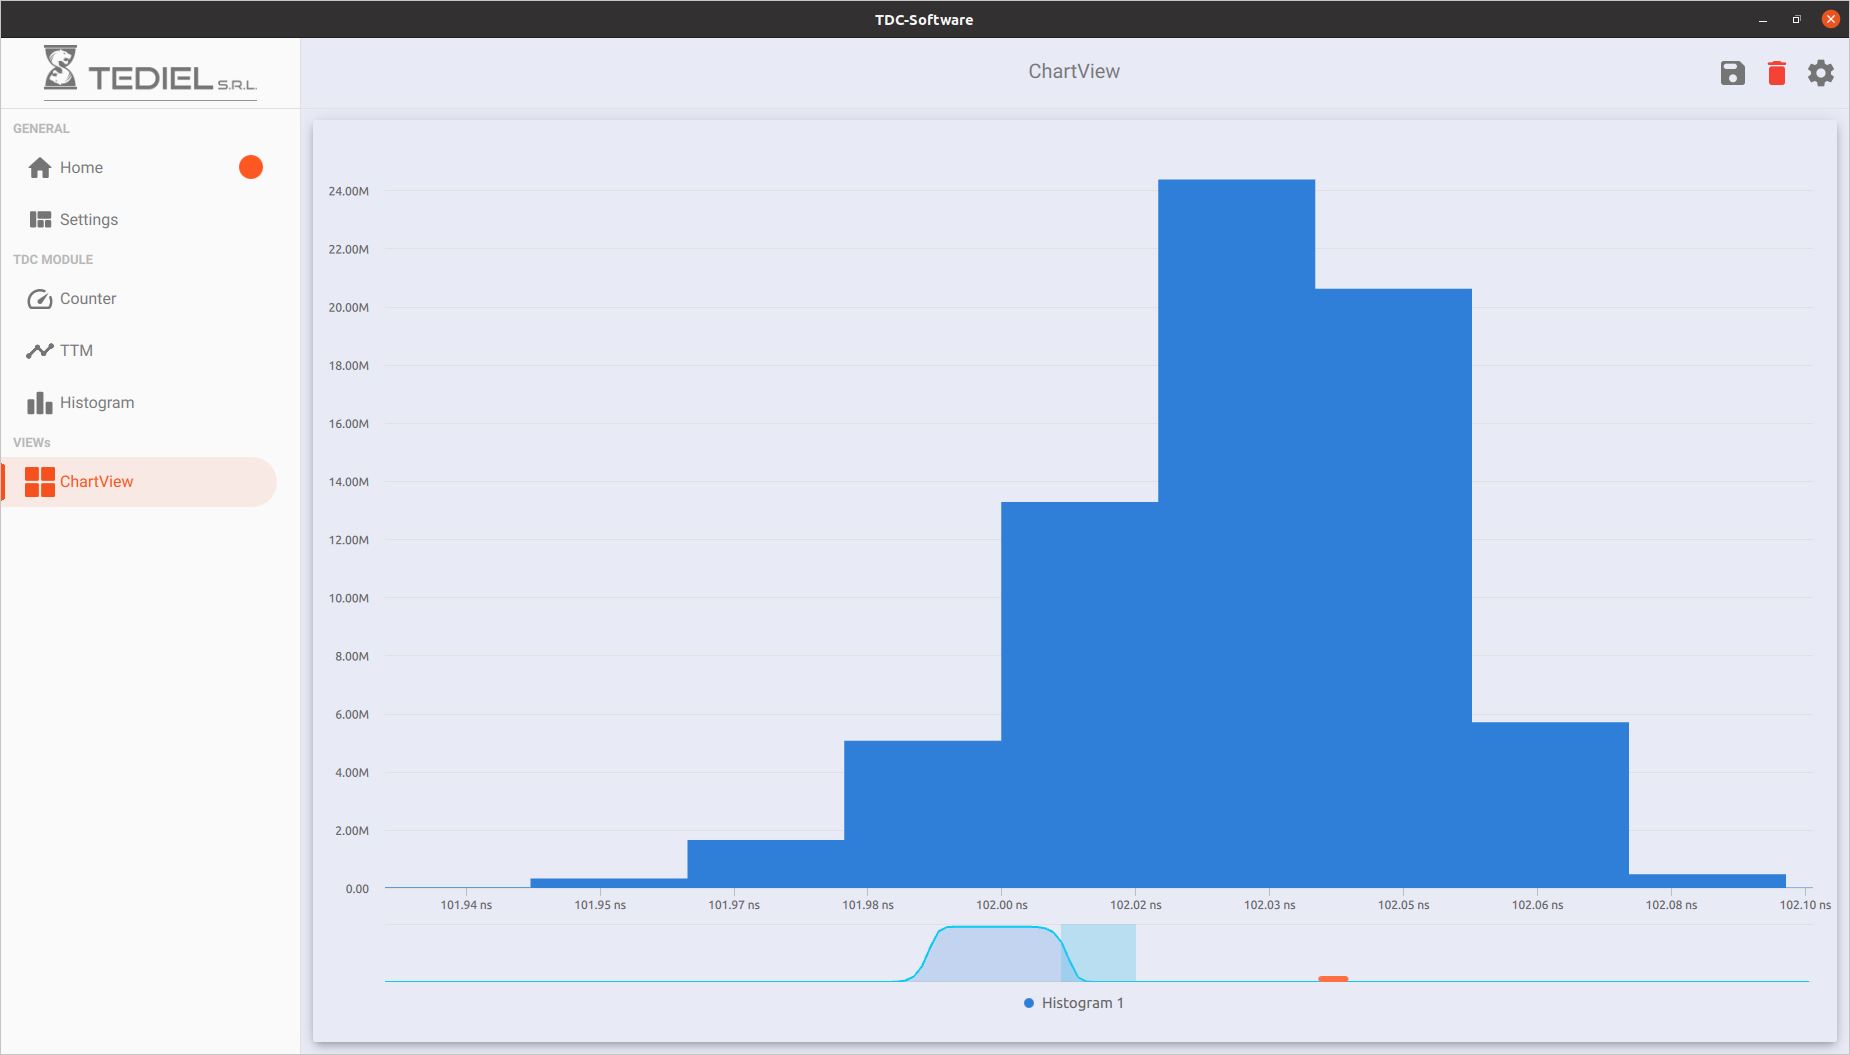 TDC-Software
TEDIEL S.R.L.
ChartView
GENERAL
Home
Settings
TDC MODULE
Counter
TTM
Histogram
VIEWs
ChartView
24.00M
22.00M
20.00M
18.00M
16.00M
14.00M
12.00M
10.00M
8.00M
6.00M
4.00M
2.00M
0.00
101.94 ns 101.95 ns 101.97 ns 101.98 ns 102.00 ns 102.02 ns 102.03 ns 102.05 ns 102.06 ns 102.08 ns 102.10 ns
Histogram 1